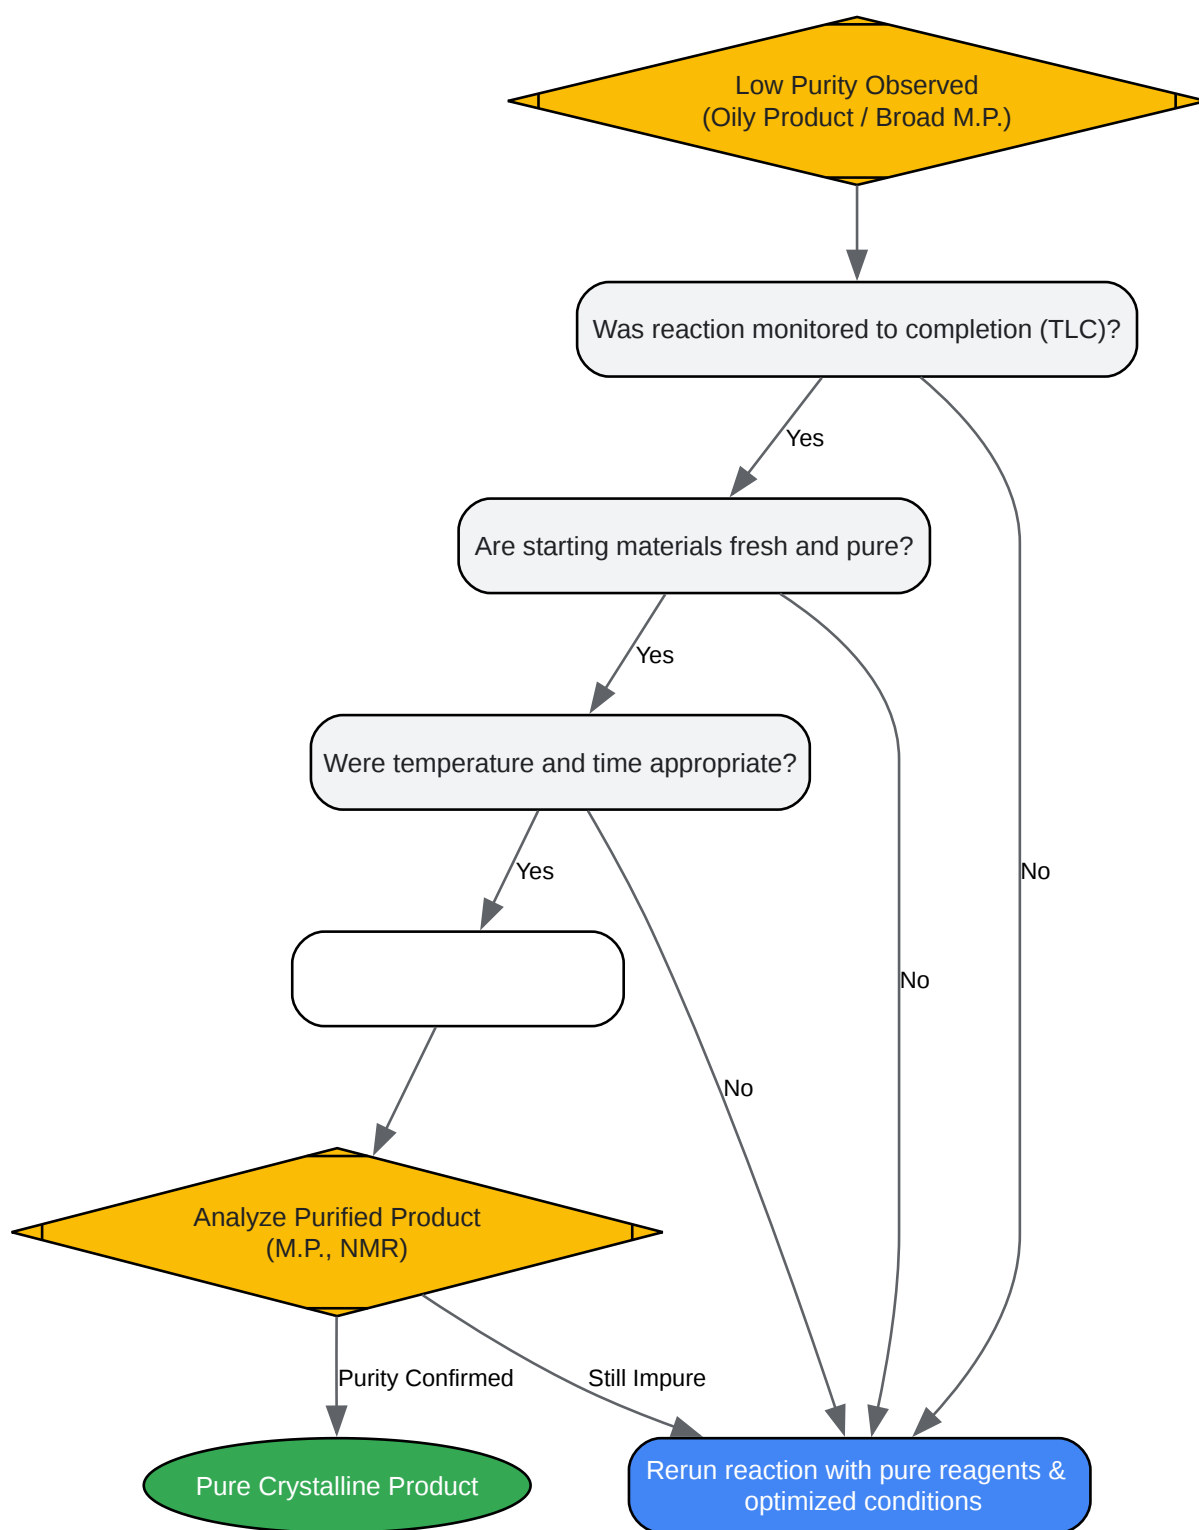 Low Purity Observed
(Oily Product / Broad M.P.)
Was reaction monitored to completion (TLC)?
Yes
Are starting materials fresh and pure?
Yes
Were temperature and time appropriate?
Yes
No
No
No
Analyze Purified Product
(M.P., NMR)
Purity Confirmed
Still Impure
Pure Crystalline Product
Rerun reaction with pure reagents &
optimized conditions